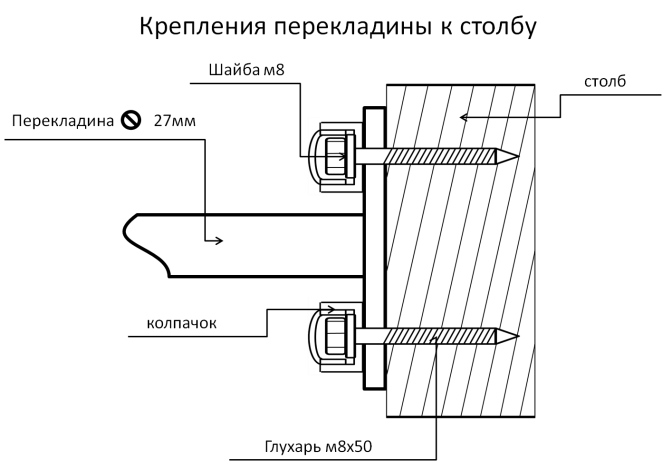 Крепления перекладины к столбу
Шайба м8
столб
Перекладина 27мм
колпачок
Глухарь м8х50